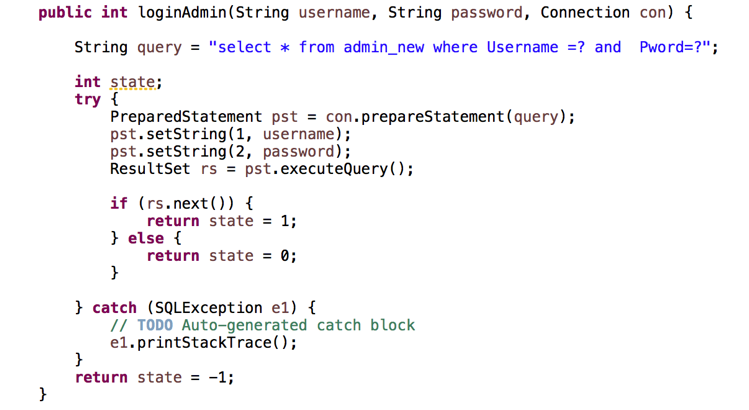 public int loginAdmin(String username, String password, Connection con) {
String query = "select * from admin_new where Username =? and  Pword=?";
int state;
try {
PreparedStatement pst = con.prepareStatement(query);
pst.setString(1, username);
pst.setString(2, password);
ResultSet rs = pst.executeQuery();
if (rs.next()) {
return state = 1;
} else {
return state = 0;
}
} catch (SQLException e1) {
// TODO Auto-generated catch block
e1.printStackTrace();
}
return state = -1;
}